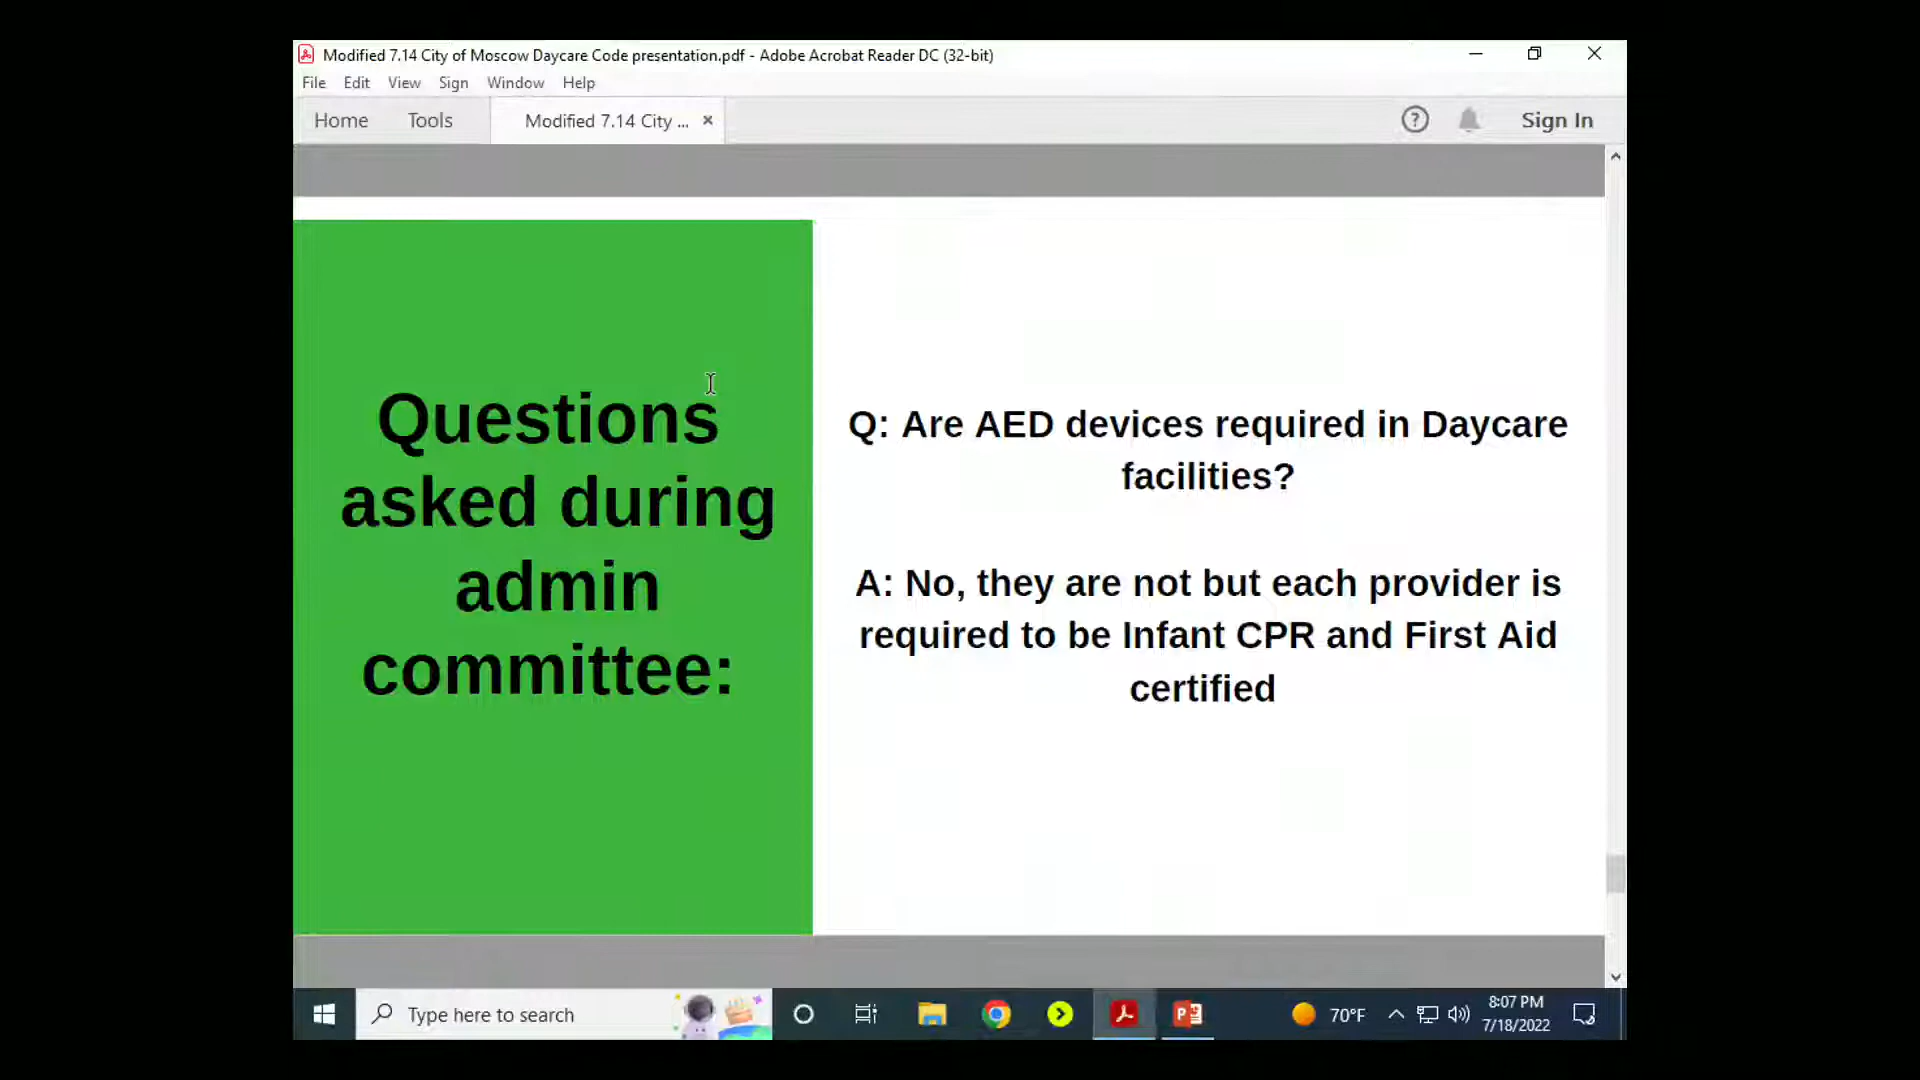 Modified 7.14 City of Moscow Daycare Code presentation.pdf - Adobe Acrobat Reader DC (32-bit)
File Edit View Sign Window Help
Home Tools Modified 7.14 City ... × ? Sign In
Questions
asked during
admin
committee:
Q: Are AED devices required in Daycare
facilities?
A: No, they are not but each provider is
required to be Infant CPR and First Aid
certified
Type here to search
70°F
8:07 PM
7/18/2022